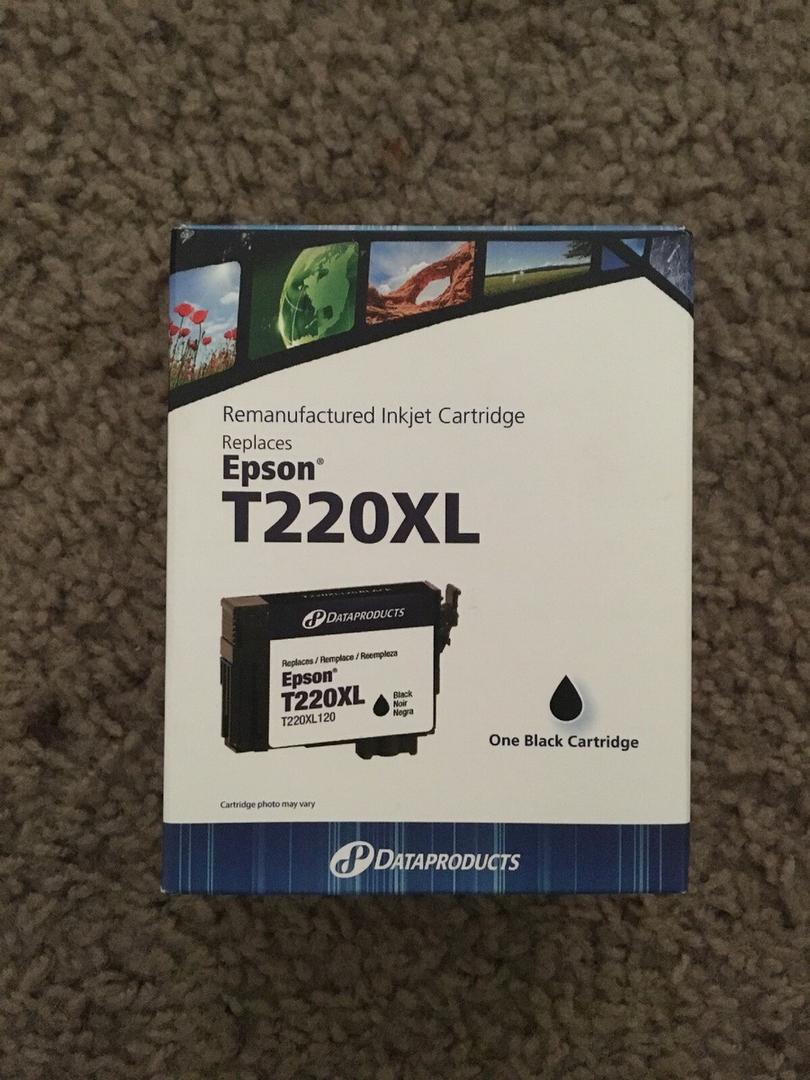 Remanufactured Inkjet Cartridge
Replaces
Epson®
T220XL
DATAPRODUCTS
Replaces / Remplace / Reempleza
Epson®
T220XL
T220XL120
Black
Noir
Negra
One Black Cartridge
Cartridge photo may vary
DATAPRODUCTS